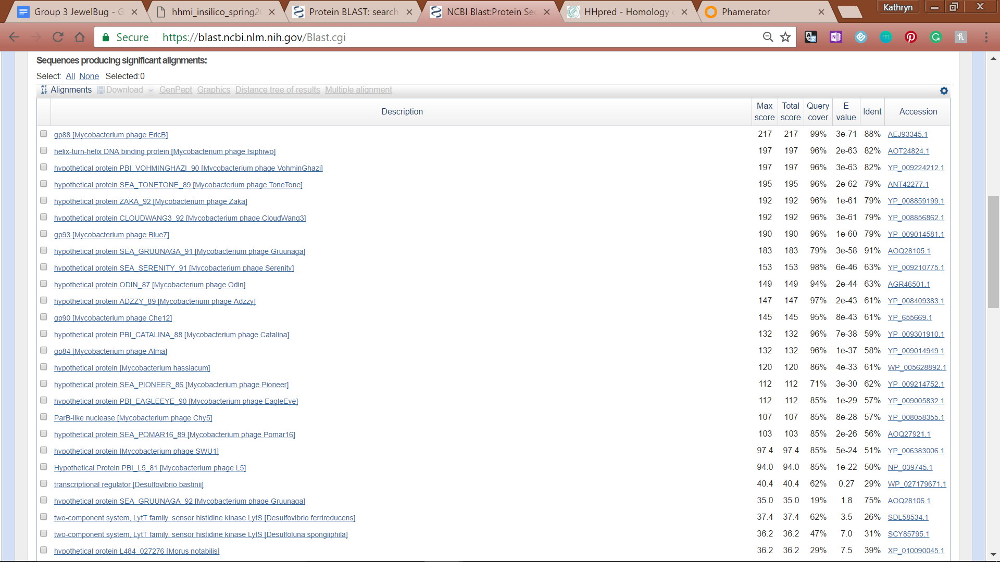 Group 3 JewelBug - G
hhmi_insilico_spring2
Protein BLAST: search
NCBI Blast:Protein Sec
HHpred - Homology
Phamerator
Kathryn
Secure
https://blast.ncbi.nlm.nih.gov/Blast.cgi
Sequences producing significant alignments:
Select: All None Selected:0
Alignments Download GenPept Graphics Distance tree of results Multiple alignment
Description Max score Total score Query cover E value Ident Accession
gp88 [Mycobacterium phage EricB] 217 217 99% 3e-71 88% AEJ93345.1
helix-turn-helix DNA binding protein [Mycobacterium phage Isiphiwo] 197 197 96% 2e-63 82% AOT24824.1
hypothetical protein PBI_VOHMINGHAZI_90 [Mycobacterium phage VohminGhazi] 197 197 96% 3e-63 82% YP_009224212.1
hypothetical protein SEA_TONETONE_89 [Mycobacterium phage ToneTone] 195 195 96% 2e-62 79% ANT42277.1
hypothetical protein ZAKA_92 [Mycobacterium phage Zaka] 192 192 96% 1e-61 79% YP_008859199.1
hypothetical protein CLOUDWANG3_92 [Mycobacterium phage CloudWang3] 192 192 96% 3e-61 79% YP_008856862.1
gp93 [Mycobacterium phage Blue7] 190 190 96% 1e-60 79% YP_009014581.1
hypothetical protein SEA_GRUUNAGA_91 [Mycobacterium phage Gruunaga] 183 183 79% 3e-58 91% AOQ28105.1
hypothetical protein SEA_SERENITY_91 [Mycobacterium phage Serenity] 153 153 98% 6e-46 63% YP_009210775.1
hypothetical protein ODIN_87 [Mycobacterium phage Odin] 149 149 94% 2e-44 63% AGR46501.1
hypothetical protein ADZZY_89 [Mycobacterium phage Adzzy] 147 147 97% 2e-43 61% YP_008409383.1
gp90 [Mycobacterium phage Che12] 145 145 95% 8e-43 61% YP_655669.1
hypothetical protein PBI_CATALINA_88 [Mycobacterium phage Catalina] 132 132 96% 7e-38 59% YP_009301910.1
gp84 [Mycobacterium phage Alma] 132 132 96% 1e-37 58% YP_009014949.1
hypothetical protein [Mycobacterium hassiacum] 120 120 86% 4e-33 61% WP_005628892.1
hypothetical protein SEA_PIONEER_86 [Mycobacterium phage Pioneer] 112 112 71% 3e-30 62% YP_009214752.1
hypothetical protein PBI_EAGLEEYE_90 [Mycobacterium phage EagleEye] 112 112 85% 1e-29 57% YP_009005832.1
ParB-like nuclease [Mycobacterium phage Chy5] 107 107 85% 8e-28 57% YP_008058355.1
hypothetical protein SEA_POMAR16_89 [Mycobacterium phage Pomar16] 103 103 85% 2e-26 56% AOQ27921.1
hypothetical protein [Mycobacterium phage SWU1] 97.4 97.4 85% 5e-24 51% YP_006383006.1
Hypothetical Protein PBI_L5_81 [Mycobacterium phage L5] 94.0 94.0 85% 1e-22 50% NP_039745.1
transcriptional regulator [Desulfovibrio bastinii] 40.4 40.4 62% 0.27 29% WP_027179671.1
hypothetical protein SEA_GRUUNAGA_92 [Mycobacterium phage Gruunaga] 35.0 35.0 19% 1.8 75% AOQ28106.1
two-component system, LytT family, sensor histidine kinase LytS [Desulfovibrio ferrireducens] 37.4 37.4 62% 3.5 26% SDL58534.1
two-component system, LytT family, sensor histidine kinase LytS [Desulfoluna spongiiphila] 36.2 36.2 47% 7.0 31% SCY85795.1
hypothetical protein L484_027276 [Morus notabilis] 36.2 36.2 29% 7.5 39% XP_010090045.1